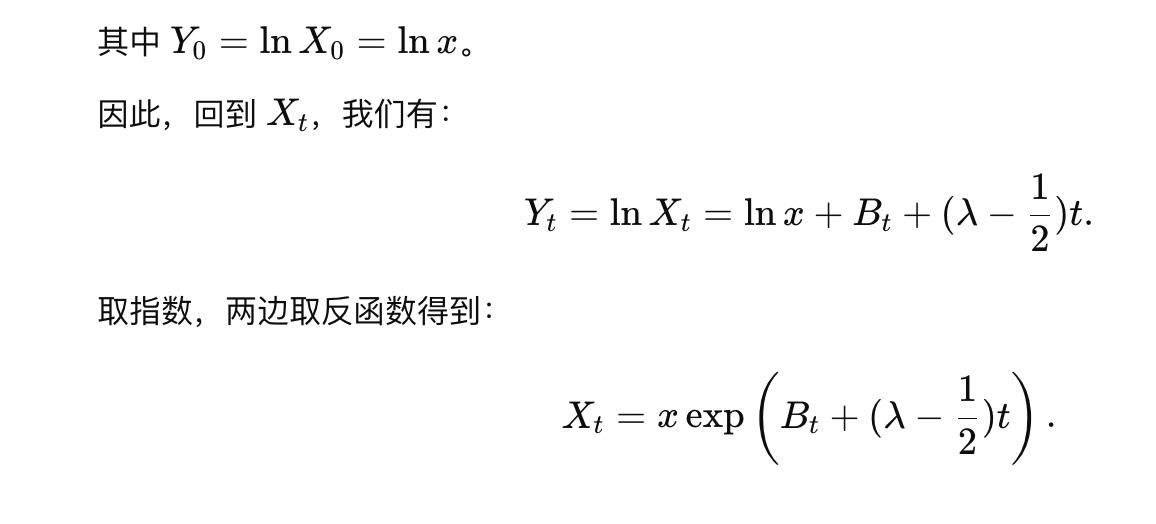 其中 Y₀ = ln X₀ = ln x。
因此，回到 Xₜ，我们有：
Yₜ = ln Xₜ = ln x + Bₜ + (λ − 1/2)t.
取指数，两边取反函数得到：
Xₜ = x exp(Bₜ + (λ − 1/2)t).